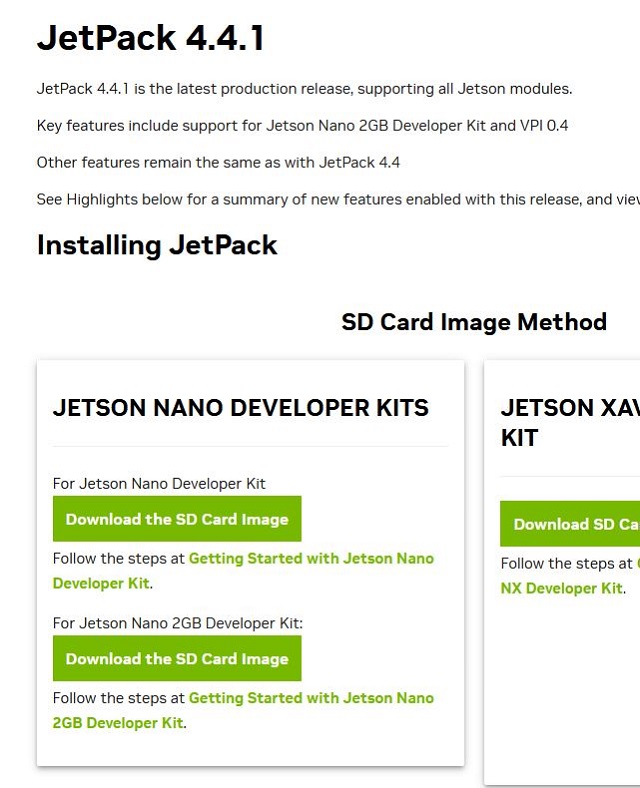 JetPack 4.4.1
JetPack 4.4.1 is the latest production release, supporting all Jetson modules.
Key features include support for Jetson Nano 2GB Developer Kit and VPI 0.4
Other features remain the same as with JetPack 4.4
See Highlights below for a summary of new features enabled with this release, and
Installing JetPack
SD Card Image Method
JETSON NANO DEVELOPER KITS
For Jetson Nano Developer Kit
Download the SD Card Image
Follow the steps at Getting Started with Jetson Nano
Developer Kit.
For Jetson Nano 2GB Developer Kit:
Download the SD Card Image
Follow the steps at Getting Started with Jetson Nano
2GB Developer Kit.
JETSON
KIT
Download SD
Follow the steps at
NX Developer Kit.